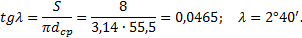 tgλ = S / πd_cp = 8 / 3,14 · 55,5 = 0,0465; λ = 2°40′.